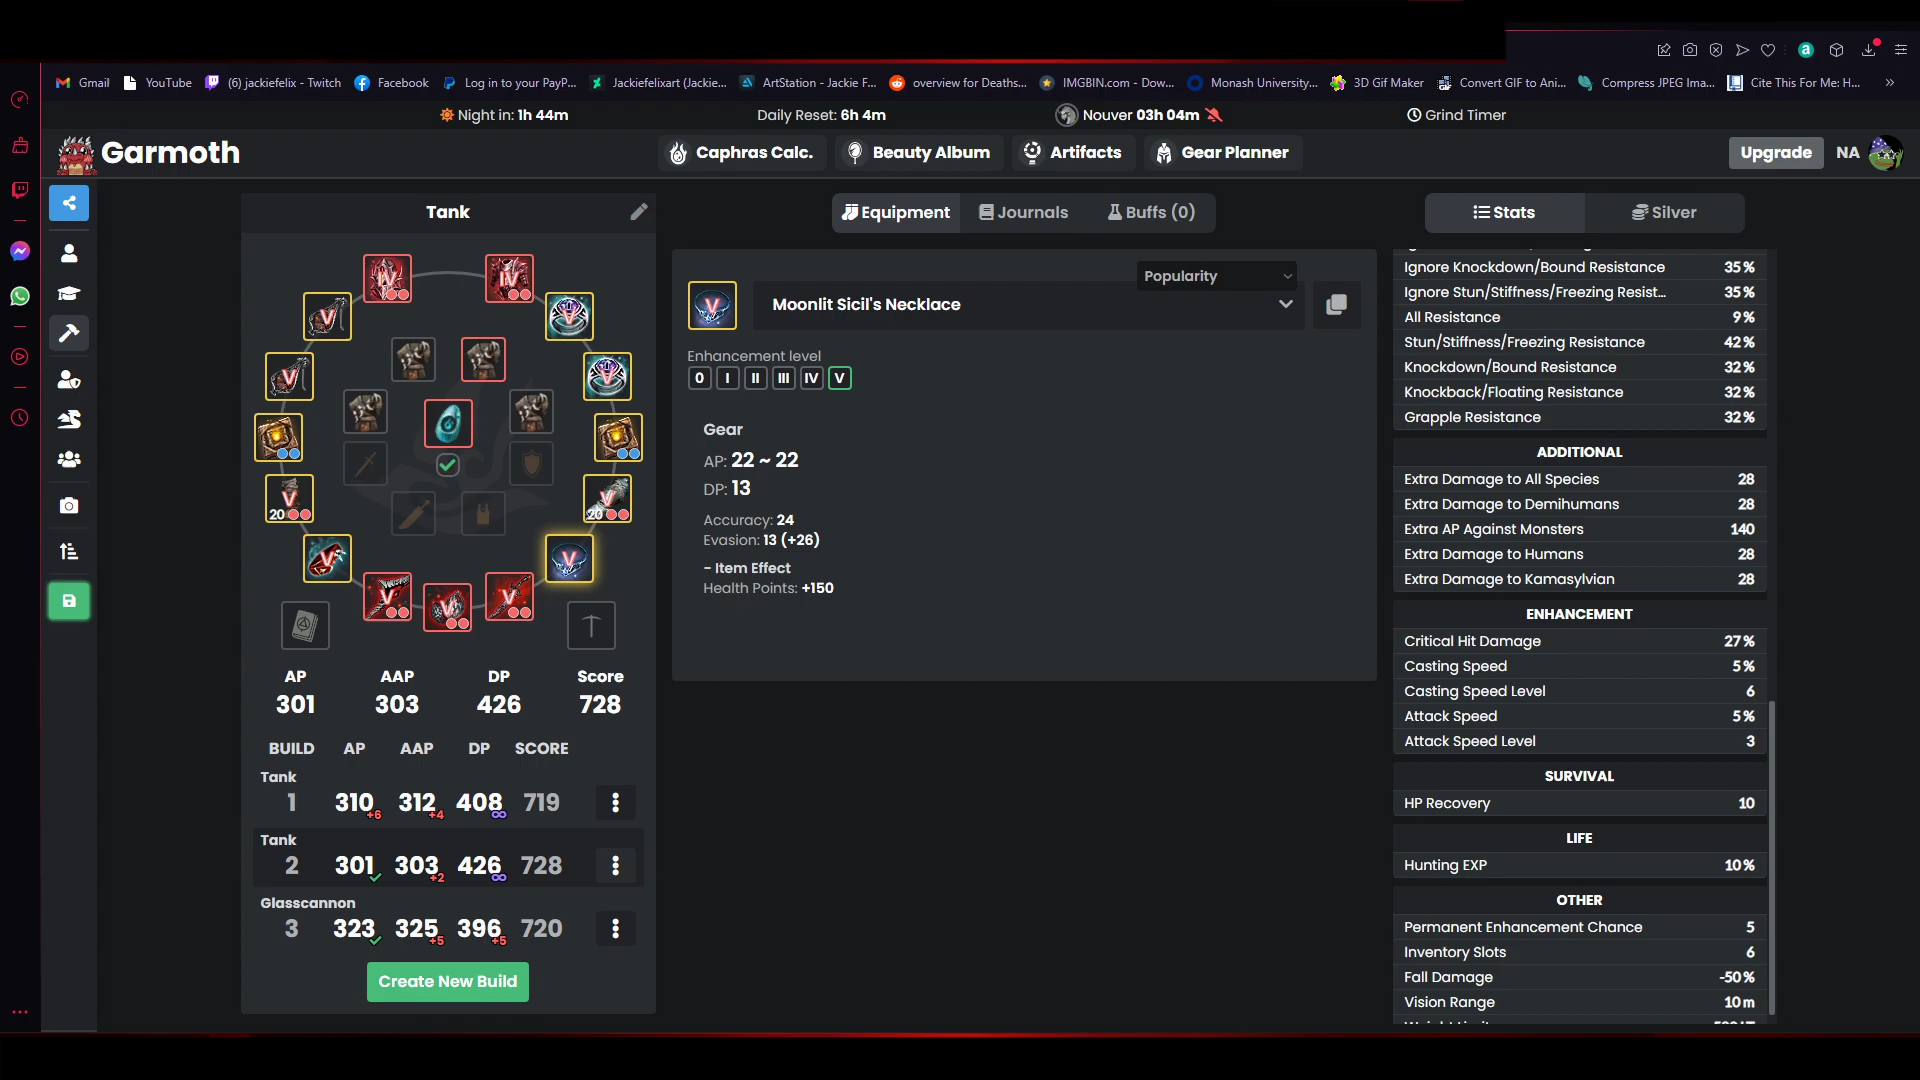 Gmail YouTube (6) jackiefelix - Twitch Facebook Log in to your PayP... Jackiefelixart (Jackie... ArtStation - Jackie F... overview for Deaths... IMGBIN.com - Dow... Monash University,... 3D Gif Maker Convert GIF to Ani... Compress JPEG Ima... Cite This For Me: H... »
Night in: 1h 44m Daily Reset: 6h 4m Nouver 03h 04m Grind Timer
Garmoth Caphras Calc. Beauty Album Artifacts Gear Planner Upgrade NA
Tank
Equipment Journals Buffs (0) Stats Silver
Popularity
Moonlit Sicil's Necklace
Enhancement level
0 I II III IV V
Gear
AP: 22 ~ 22
DP: 13
Accuracy: 24
Evasion: 13 (+26)
- Item Effect
Health Points: +150
IV IV
V V
V V
V V
20 20
V V
V V V
AP AAP DP Score
301 303 426 728
BUILD AP AAP DP SCORE
Tank
1 310 +6 312 +4 408 ∞ 719
Tank
2 301 303 +2 426 ∞ 728
Glasscannon
3 323 325 +5 396 +5 720
Create New Build
Ignore Knockdown/Bound Resistance 35%
Ignore Stun/Stiffness/Freezing Resist... 35%
All Resistance 9%
Stun/Stiffness/Freezing Resistance 42%
Knockdown/Bound Resistance 32%
Knockback/Floating Resistance 32%
Grapple Resistance 32%
ADDITIONAL
Extra Damage to All Species 28
Extra Damage to Demihumans 28
Extra AP Against Monsters 140
Extra Damage to Humans 28
Extra Damage to Kamasylvian 28
ENHANCEMENT
Critical Hit Damage 27%
Casting Speed 5%
Casting Speed Level 6
Attack Speed 5%
Attack Speed Level 3
SURVIVAL
HP Recovery 10
LIFE
Hunting EXP 10%
OTHER
Permanent Enhancement Chance 5
Inventory Slots 6
Fall Damage -50%
Vision Range 10m